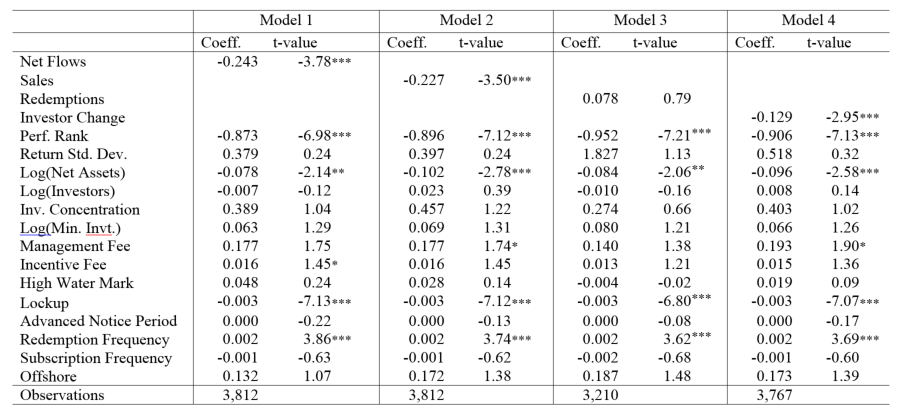 Model 1 Model 2 Model 3 Model 4
Coeff. t-value Coeff. t-value Coeff. t-value Coeff. t-value
Net Flows -0.243 -3.78***
Sales -0.227 -3.50***
Redemptions 0.078 0.79
Investor Change -0.129 -2.95***
Perf. Rank -0.873 -6.98*** -0.896 -7.12*** -0.952 -7.21*** -0.906 -7.13***
Return Std. Dev. 0.379 0.24 0.397 0.24 1.827 1.13 0.518 0.32
Log(Net Assets) -0.078 -2.14** -0.102 -2.78*** -0.084 -2.06** -0.096 -2.58***
Log(Investors) -0.007 -0.12 0.023 0.39 -0.010 -0.16 0.008 0.14
Inv. Concentration 0.389 1.04 0.457 1.22 0.274 0.66 0.403 1.02
Log(Min. Invt.) 0.063 1.29 0.069 1.31 0.080 1.21 0.066 1.26
Management Fee 0.177 1.75 0.177 1.74* 0.140 1.38 0.193 1.90*
Incentive Fee 0.016 1.45* 0.016 1.45 0.013 1.21 0.015 1.36
High Water Mark 0.048 0.24 0.028 0.14 -0.004 -0.02 0.019 0.09
Lockup -0.003 -7.13*** -0.003 -7.12*** -0.003 -6.80*** -0.003 -7.07***
Advanced Notice Period 0.000 -0.22 0.000 -0.13 0.000 -0.08 0.000 -0.17
Redemption Frequency 0.002 3.86*** 0.002 3.74*** 0.002 3.62*** 0.002 3.69***
Subscription Frequency -0.001 -0.63 -0.001 -0.62 -0.002 -0.68 -0.001 -0.60
Offshore 0.132 1.07 0.172 1.38 0.187 1.48 0.173 1.39
Observations 3,812 3,812 3,210 3,767